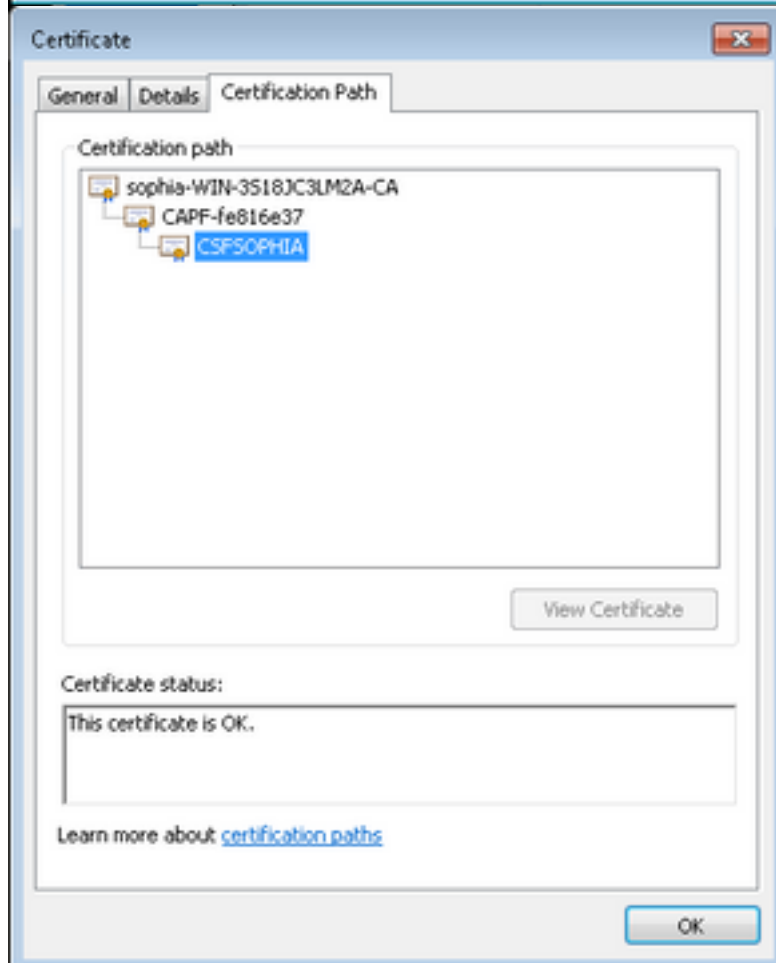 Certificate
General Details Certification Path
Certification path
sophia-WIN-3S18JC3LM2A-CA
CAPF-fe816e37
CSFSOPHIA
View Certificate
Certificate status:
This certificate is OK.
Learn more about certification paths
OK